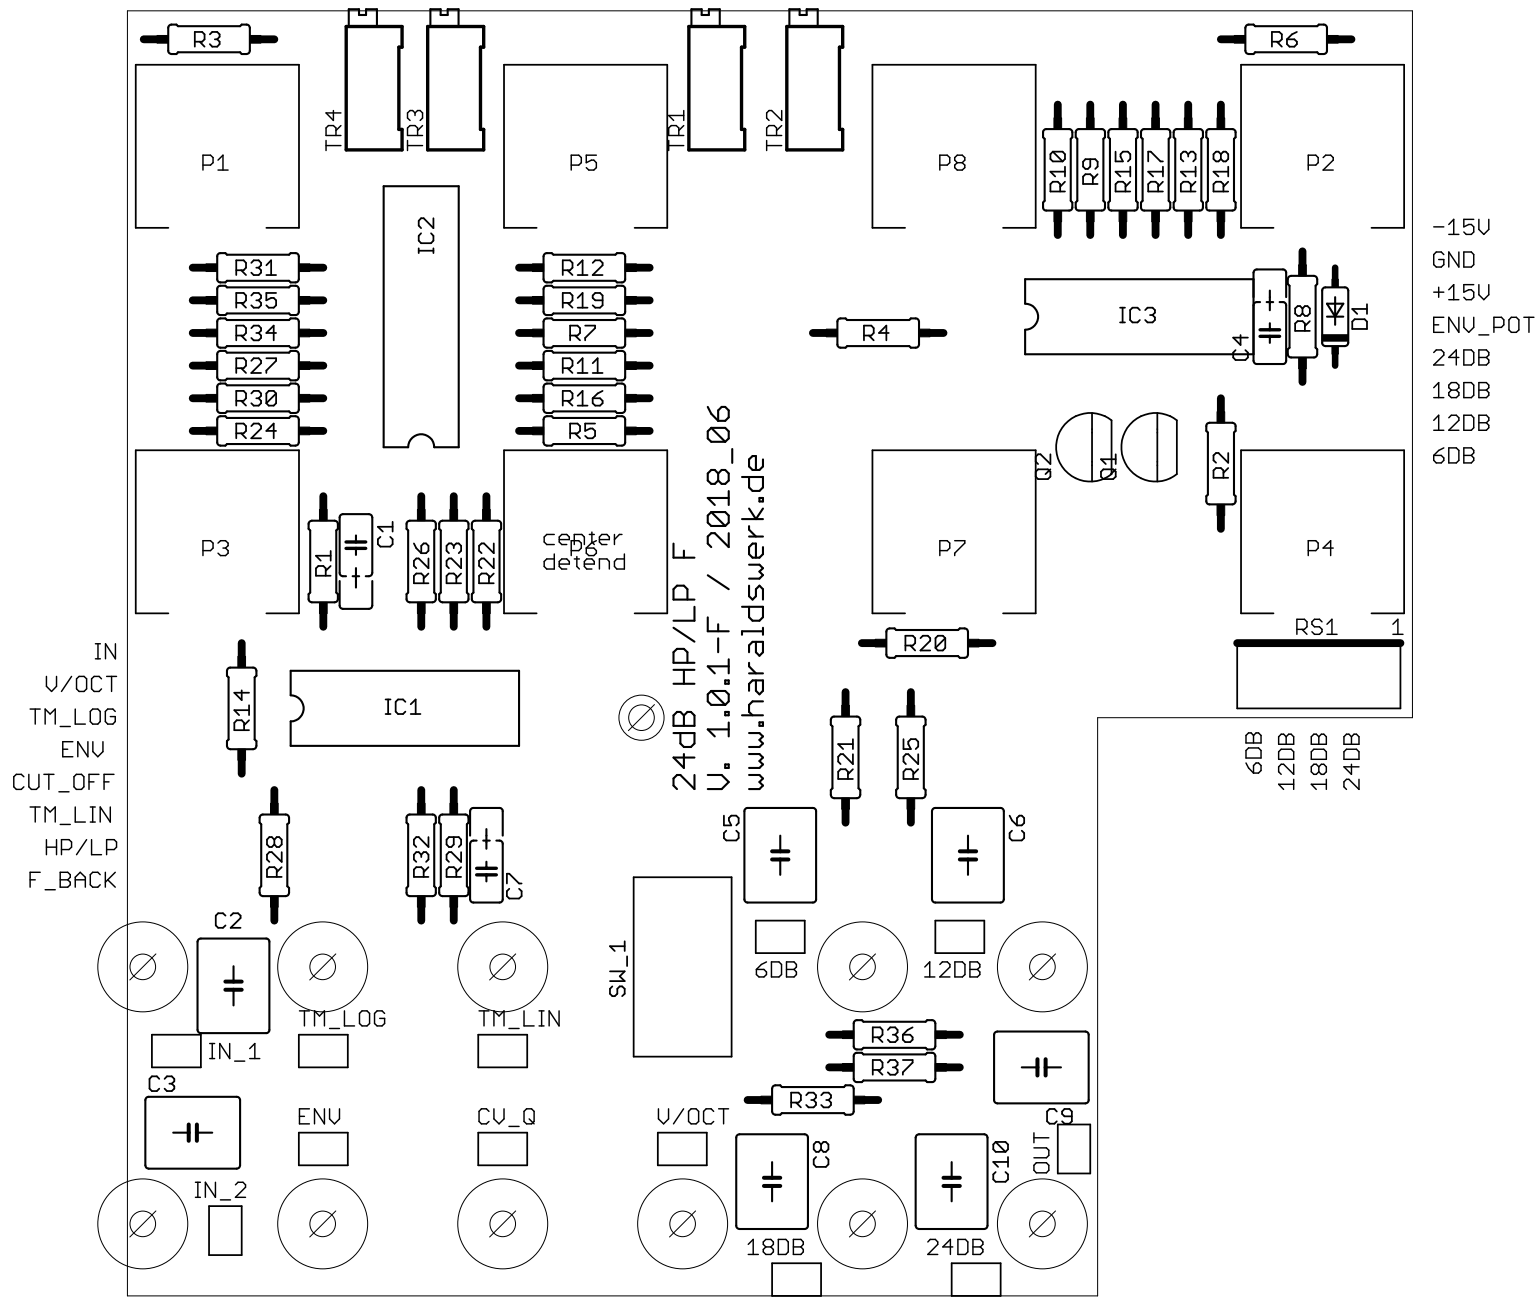 R3
R6
TR4
TR3
TR1
TR2
P1
P5
P8
R10
R9
R15
R17
R13
R18
P2
IC2
-15V
GND
+15V
ENV_POT
24DB
18DB
12DB
6DB
R31
R35
R34
R27
R30
R24
R12
R19
R7
R11
R16
R5
R4
IC3
C4
R8
D1
Q2
Q1
R2
P3
R1
C1
R26
R23
R22
center
P6
detend
24dB HP/LP F
V. 1.0.1-F / 2018_06
www.haraldswerk.de
P7
P4
RS1
1
R20
IN
V/OCT
TM_LOG
ENV
CUT_OFF
TM_LIN
HP/LP
F_BACK
R14
IC1
R21
R25
6DB
12DB
18DB
24DB
R28
R32
R29
C7
C5
C6
C2
SW_1
6DB
12DB
TM_LOG
TM_LIN
IN_1
R36
R37
C3
R33
ENV
CV_Q
V/OCT
C9
OUT
C8
C10
IN_2
18DB
24DB